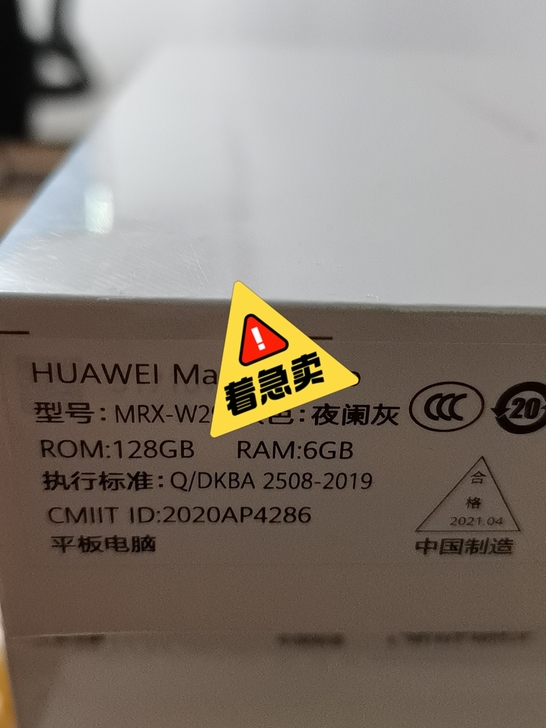 HUAWEI Ma
着急卖
型号:MRX-W2 色:夜阑灰
CCC
20
ROM:128GB RAM:6GB
执行标准:Q/DKBA 2508-2019
合
格
2021.04
CMIIT ID:2020AP4286
平板电脑
中国制造